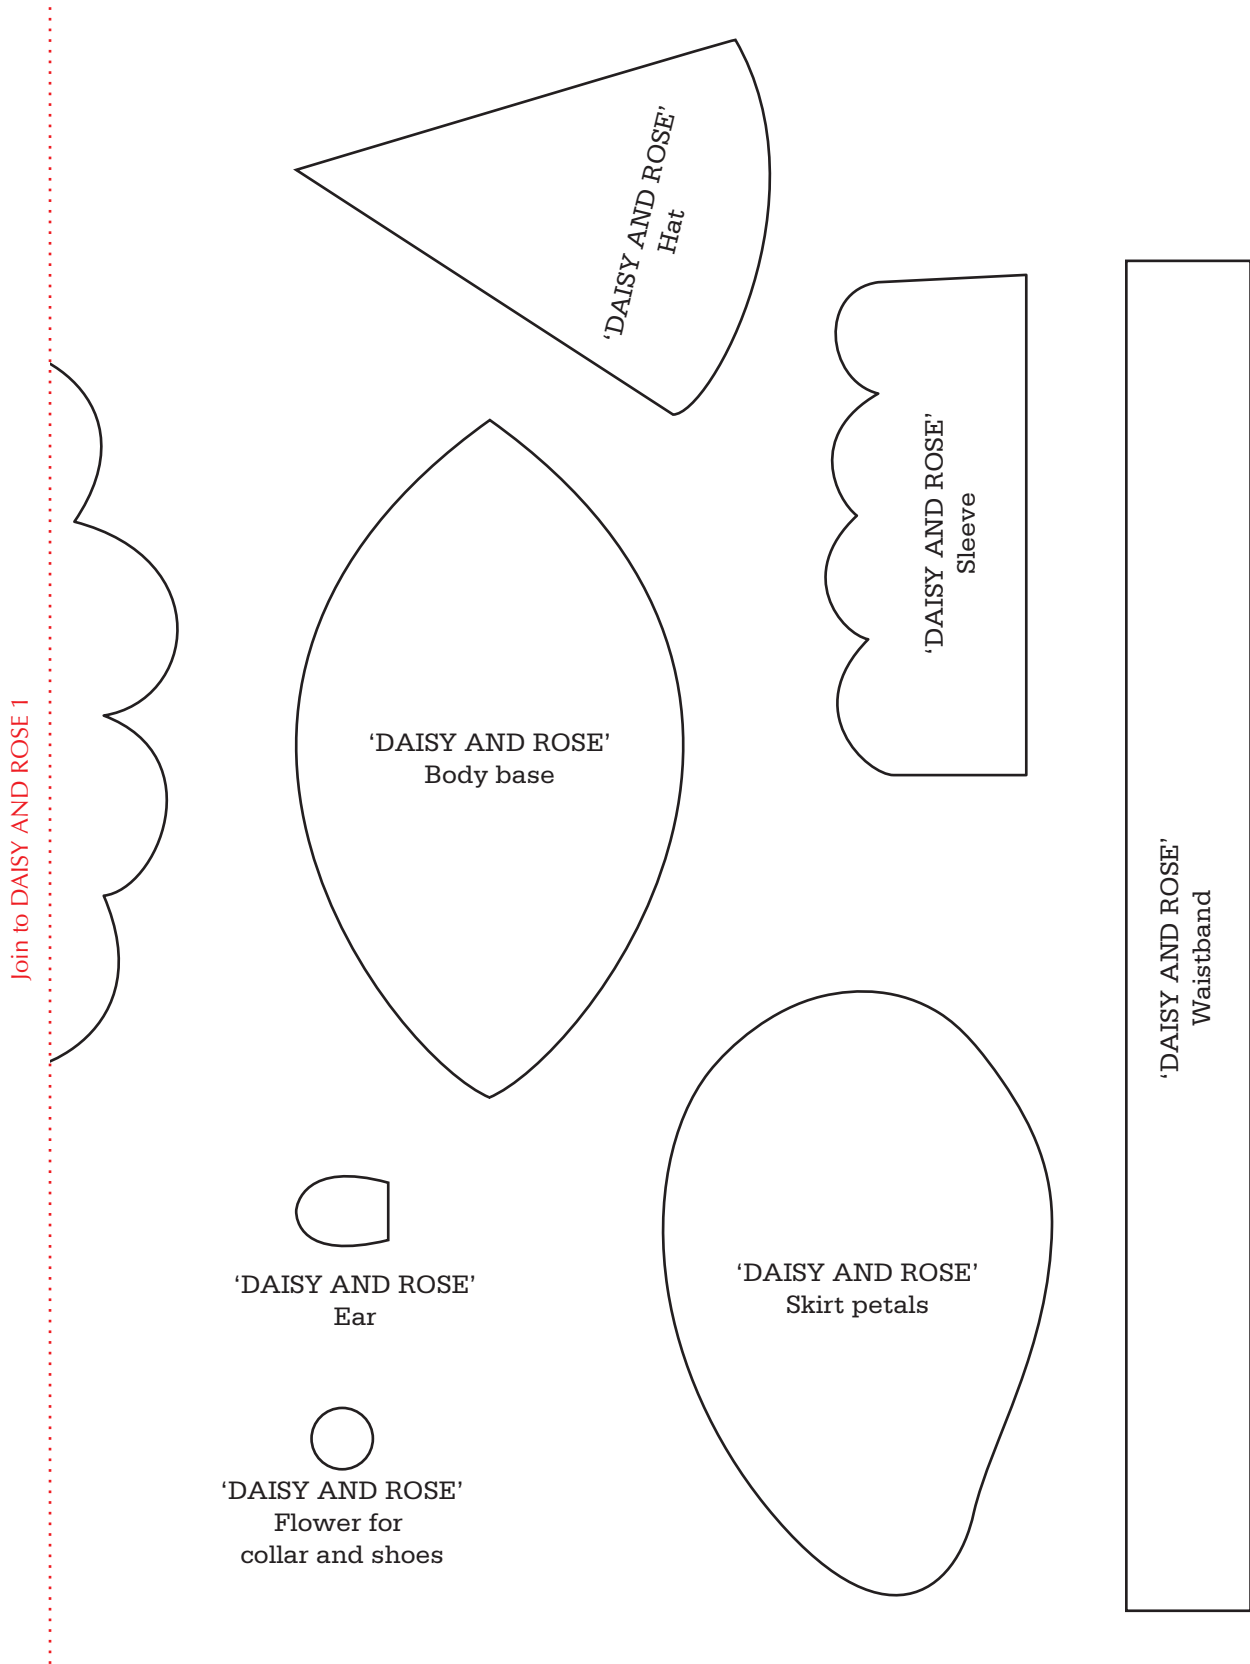 Join to DAISY AND ROSE 1
‘DAISY AND ROSE’
Hat
‘DAISY AND ROSE’
Sleeve
‘DAISY AND ROSE’
Body base
‘DAISY AND ROSE’
Waistband
‘DAISY AND ROSE’
Ear
‘DAISY AND ROSE’
Skirt petals
‘DAISY AND ROSE’
Flower for
collar and shoes